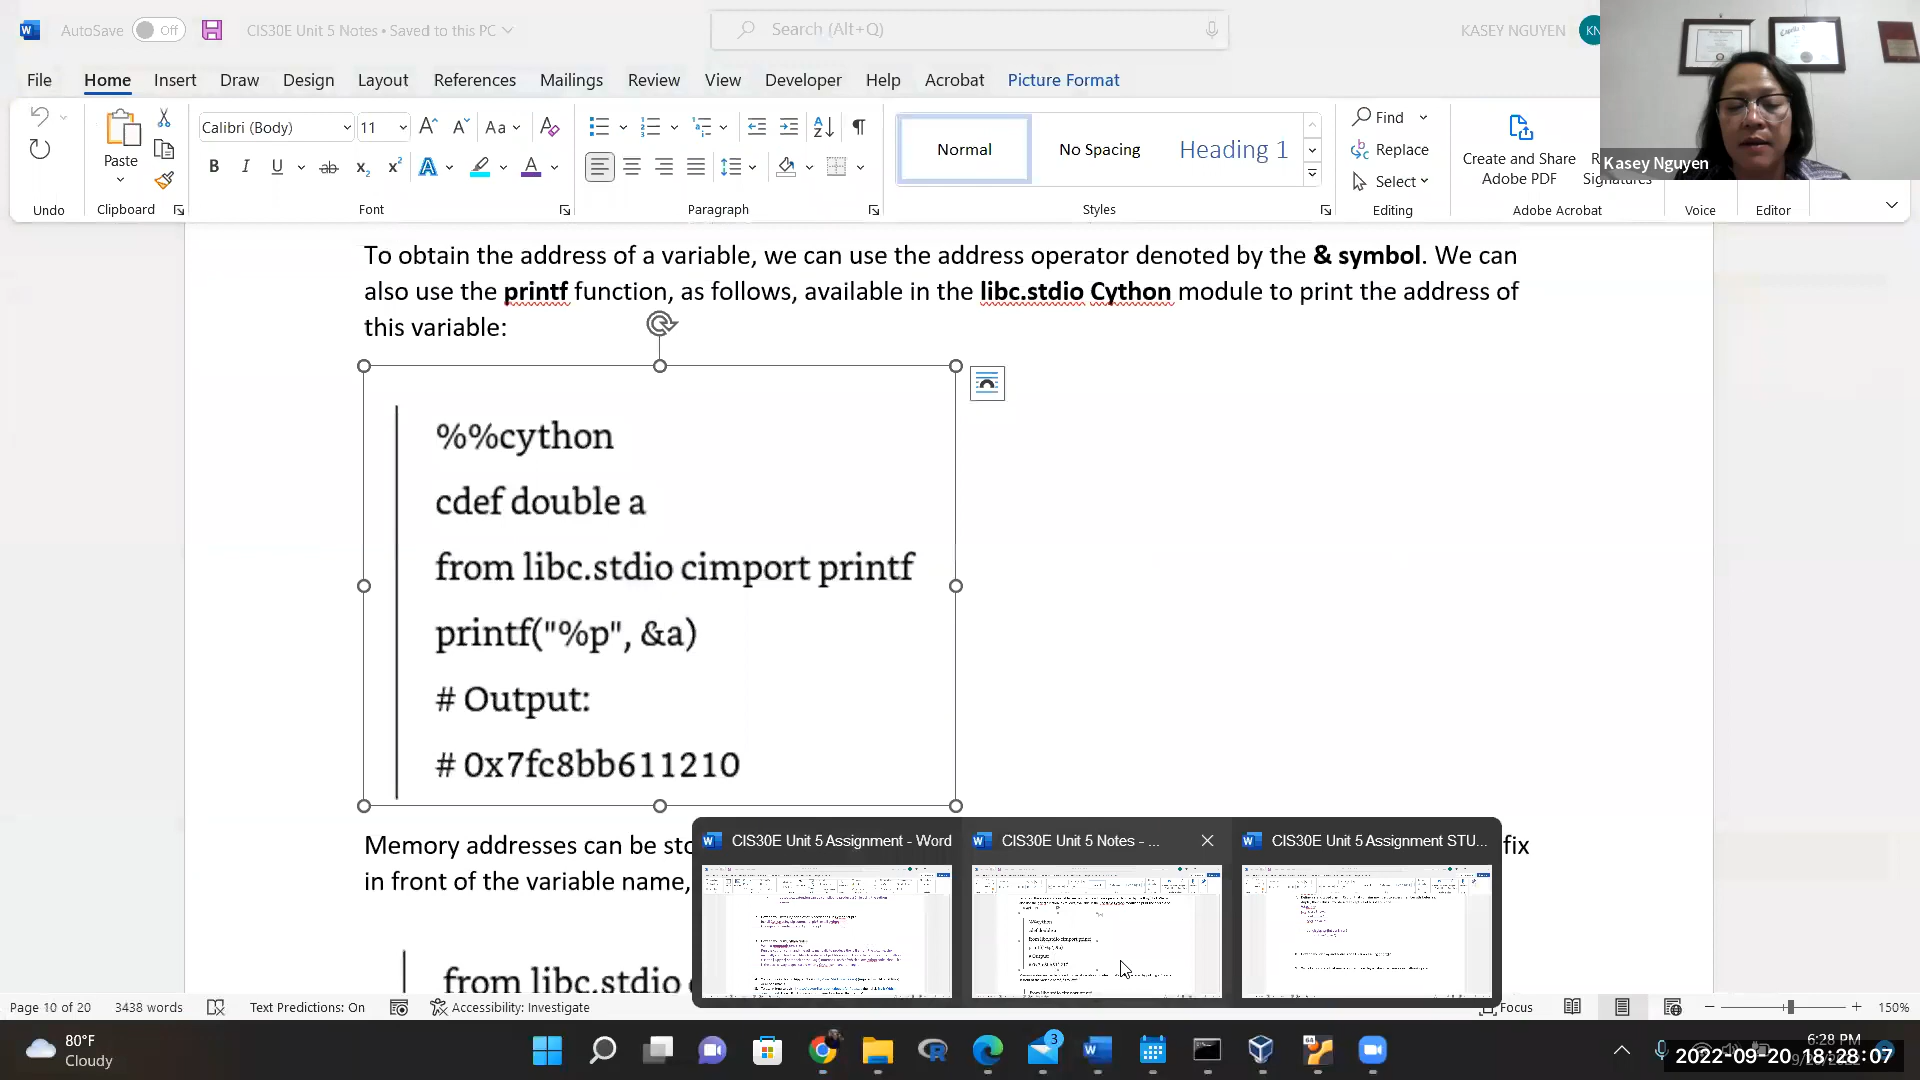 AutoSave Off CIS30E Unit 5 Notes • Saved to this PC Search (Alt+Q) KASEY NGUYEN KN
File Home Insert Draw Design Layout References Mailings Review View Developer Help Acrobat Picture Format
Paste
Calibri (Body) 11
Normal No Spacing Heading 1
Find
Replace
Select
Create and Share
Adobe PDF
Signatures
Kasey Nguyen
Undo Clipboard Font Paragraph Styles Editing Adobe Acrobat Voice Editor
To obtain the address of a variable, we can use the address operator denoted by the & symbol. We can
also use the printf function, as follows, available in the libc.stdio Cython module to print the address of
this variable:
%%cython
cdef double a
from libc.stdio cimport printf
printf("%p", &a)
# Output:
# 0x7fc8bb611210
Memory addresses can be sto
fix
in front of the variable name,
from libc.stdio
CIS30E Unit 5 Assignment - Word
CIS30E Unit 5 Notes - ...
CIS30E Unit 5 Assignment STU...
Page 10 of 20 3438 words Text Predictions: On Accessibility: Investigate Focus 150%
80°F
Cloudy
3
64
6:28 PM
2022-09-20 18:28:07